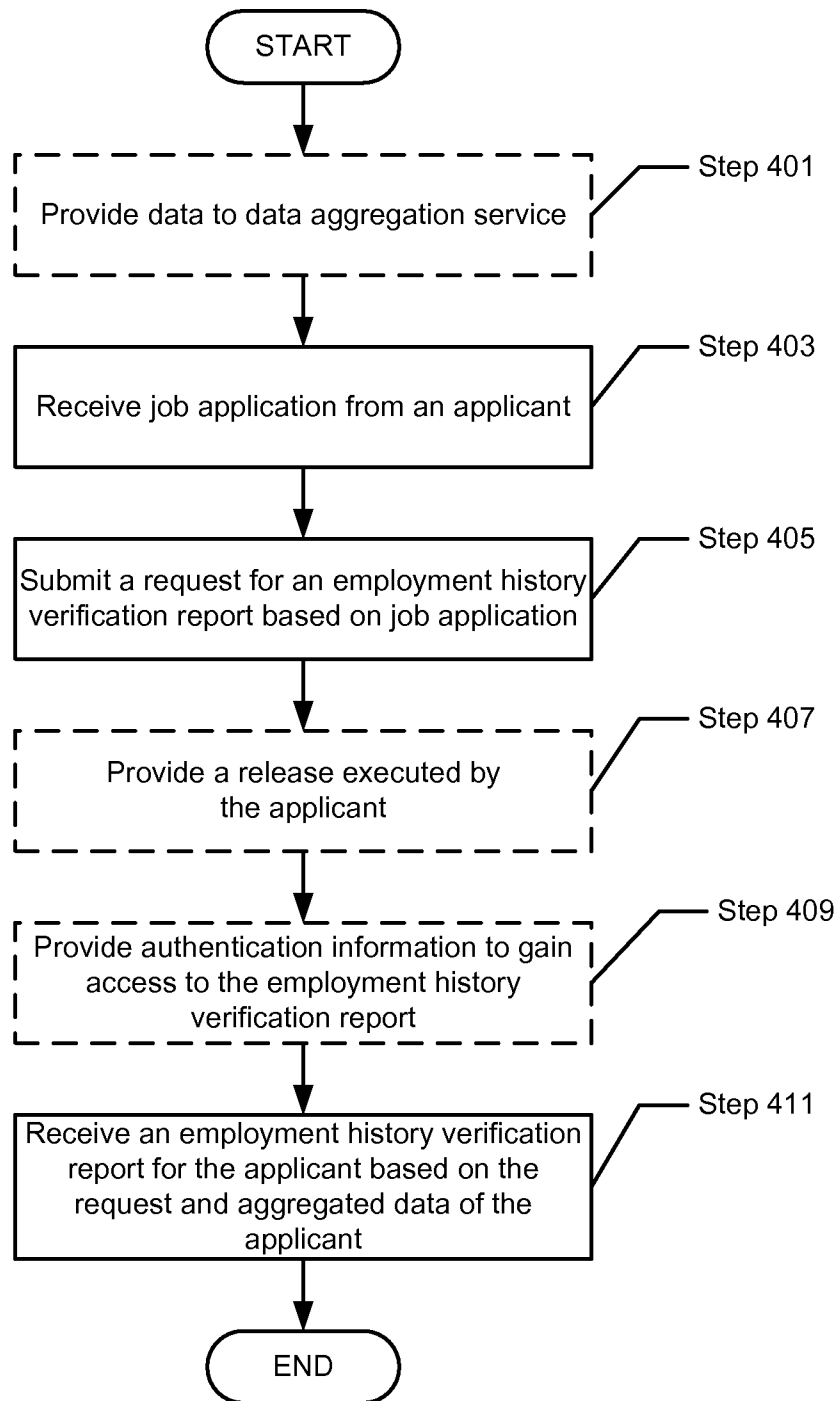 START
Step 401
Provide data to data aggregation service
Step 403
Receive job application from an applicant
Step 405
Submit a request for an employment history
verification report based on job application
Step 407
Provide a release executed by
the applicant
Step 409
Provide authentication information to gain
access to the employment history
verification report
Step 411
Receive an employment history verification
report for the applicant based on the
request and aggregated data of the
applicant
END